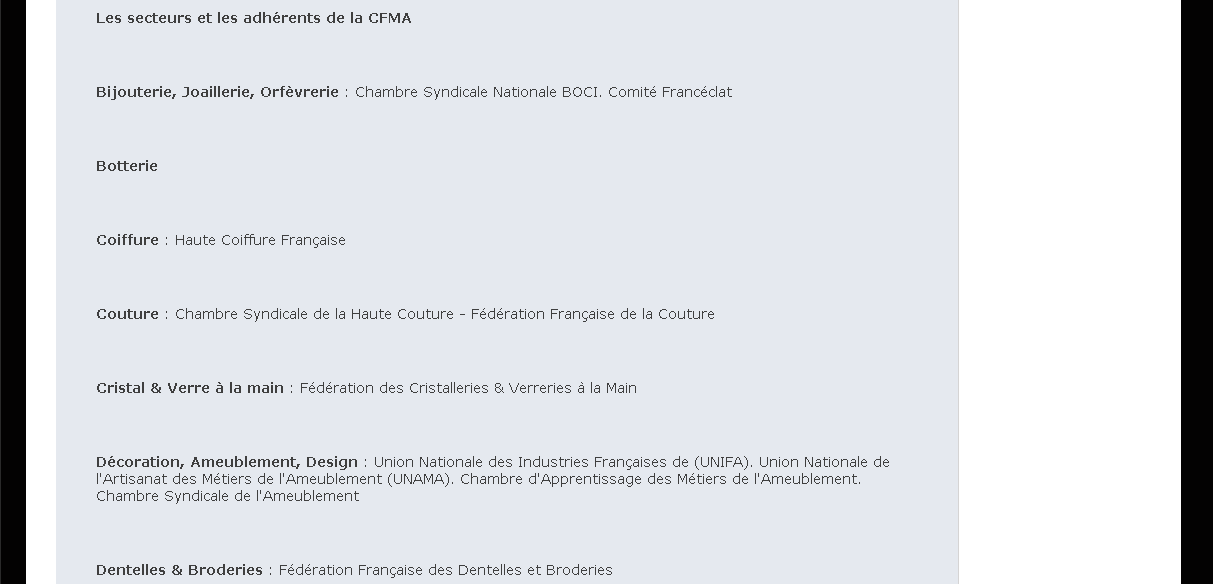 Les secteurs et les adhérents de la CFMA
Bijouterie, Joaillerie, Orfèvrerie : Chambre Syndicale Nationale BOCI. Comité Francéclat
Botterie
Coiffure : Haute Coiffure Française
Couture : Chambre Syndicale de la Haute Couture - Fédération Française de la Couture
Cristal & Verre à la main : Fédération des Cristalleries & Verreries à la Main
Décoration, Ameublement, Design : Union Nationale des Industries Françaises de (UNIFA). Union Nationale de
l'Artisanat des Métiers de l'Ameublement (UNAMA). Chambre d'Apprentissage des Métiers de l'Ameublement.
Chambre Syndicale de l'Ameublement
Dentelles & Broderies : Fédération Française des Dentelles et Broderies